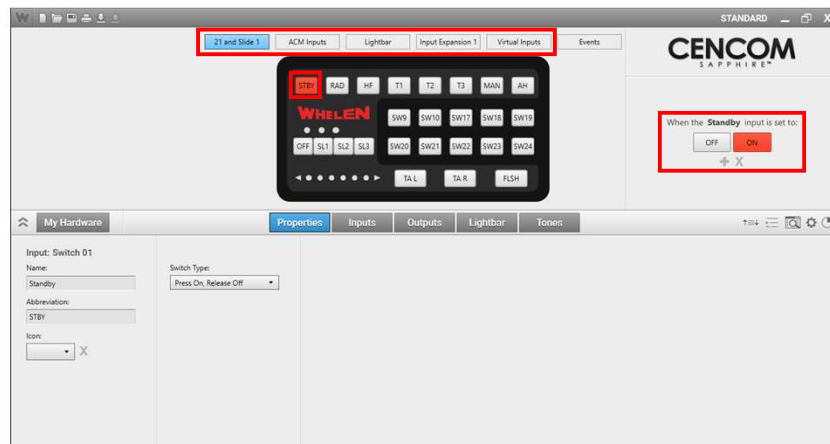 W STANDARD
21 and Slide 1 ACM Inputs Lightbar Input Expansion 1 Virtual Inputs Events
CENCOM
SAPPHIRE™
STBY RAD HF T1 T2 T3 MAN AH
WHELEN
SW9 SW10 SW17 SW18 SW19
OFF SL1 SL2 SL3 SW20 SW21 SW22 SW23 SW24
TA L TA R FLSH
When the Standby input is set to:
OFF ON
My Hardware Properties Inputs Outputs Lightbar Tones
Input: Switch 01
Name:
Standby
Abbreviation:
STBY
Icon:
Switch Type:
Press On, Release Off